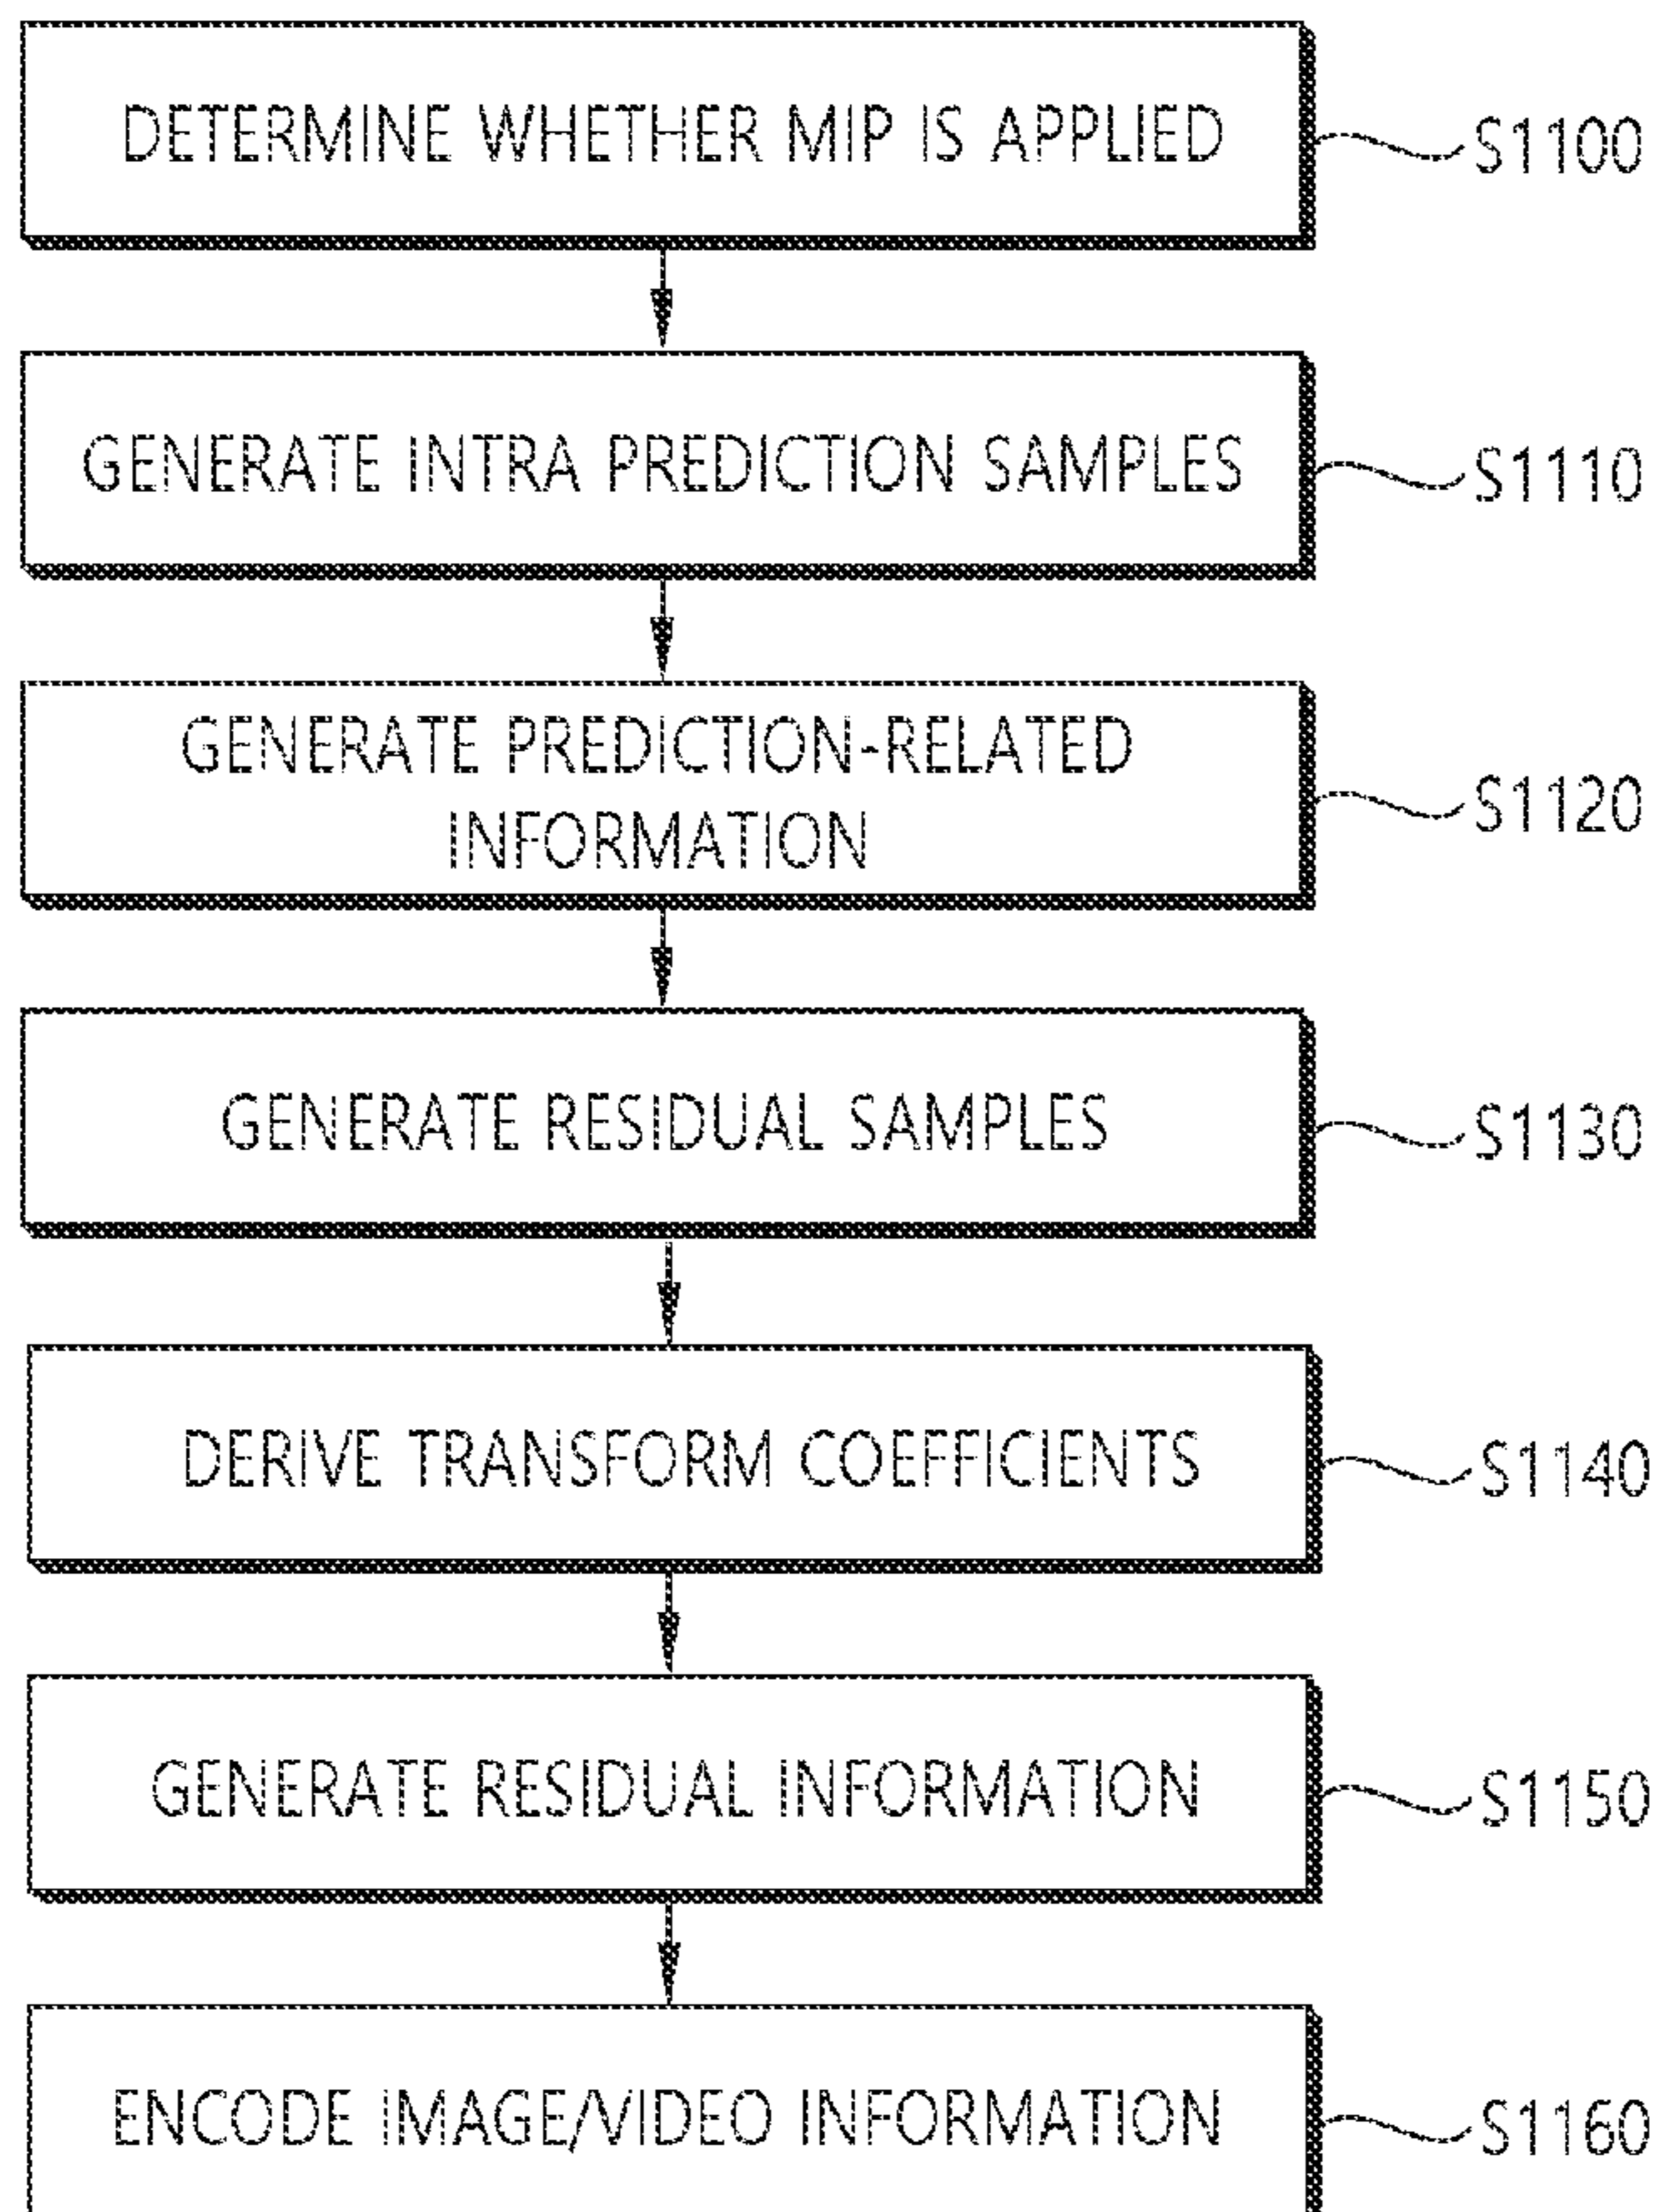 DETERMINE WHETHER MIP IS APPLIED
S1100
GENERATE INTRA PREDICTION SAMPLES
S1110
GENERATE PREDICTION-RELATED
INFORMATION
S1120
GENERATE RESIDUAL SAMPLES
S1130
DERIVE TRANSFORM COEFFICIENTS
S1140
GENERATE RESIDUAL INFORMATION
S1150
ENCODE IMAGE/VIDEO INFORMATION
S1160